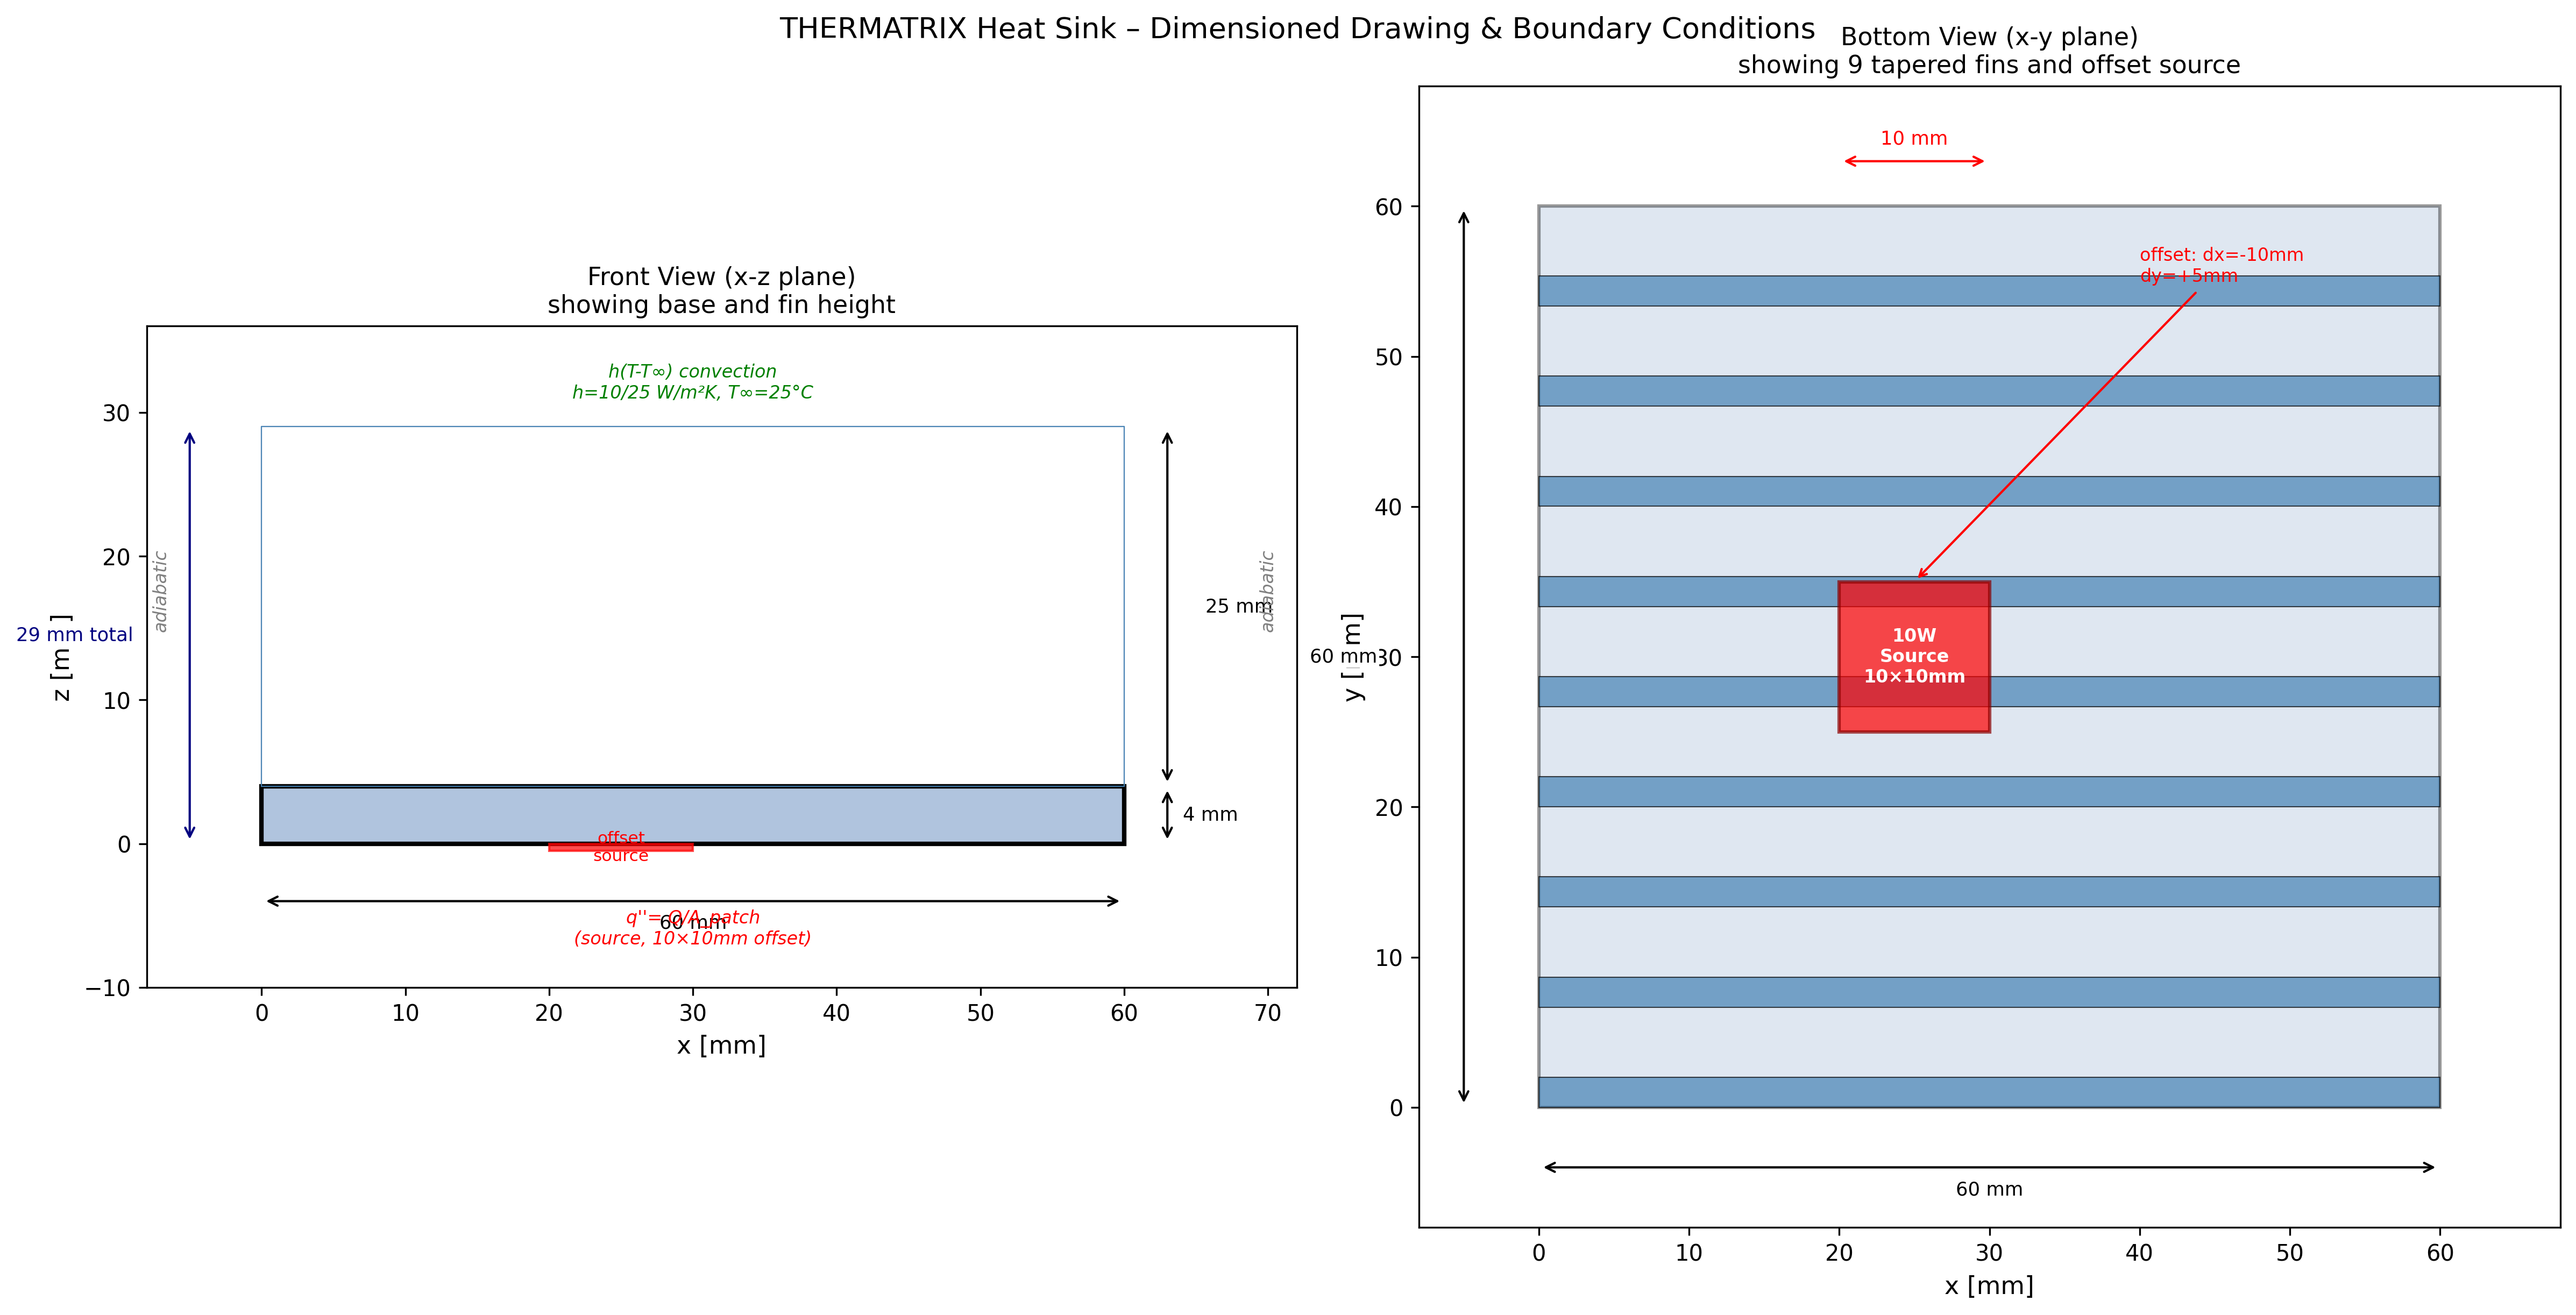 THERMATRIX Heat Sink – Dimensioned Drawing & Boundary Conditions
Front View (x-z plane)
showing base and fin height
h(T-T∞) convection
h=10/25 W/m²K, T∞=25°C
30
20
10
0
−10
z [m ]
29 mm total
adiabatic
25 mm
adiabatic
4 mm
offset
source
60 mm
q''= Q/A_patch
(source, 10×10mm offset)
0
10
20
30
40
50
60
70
x [mm]
Bottom View (x-y plane)
showing 9 tapered fins and offset source
10 mm
offset: dx=-10mm
dy=+5mm
60
50
40
30
20
10
0
y [ m]
60 mm
10W
Source
10×10mm
60 mm
0
10
20
30
40
50
60
x [mm]